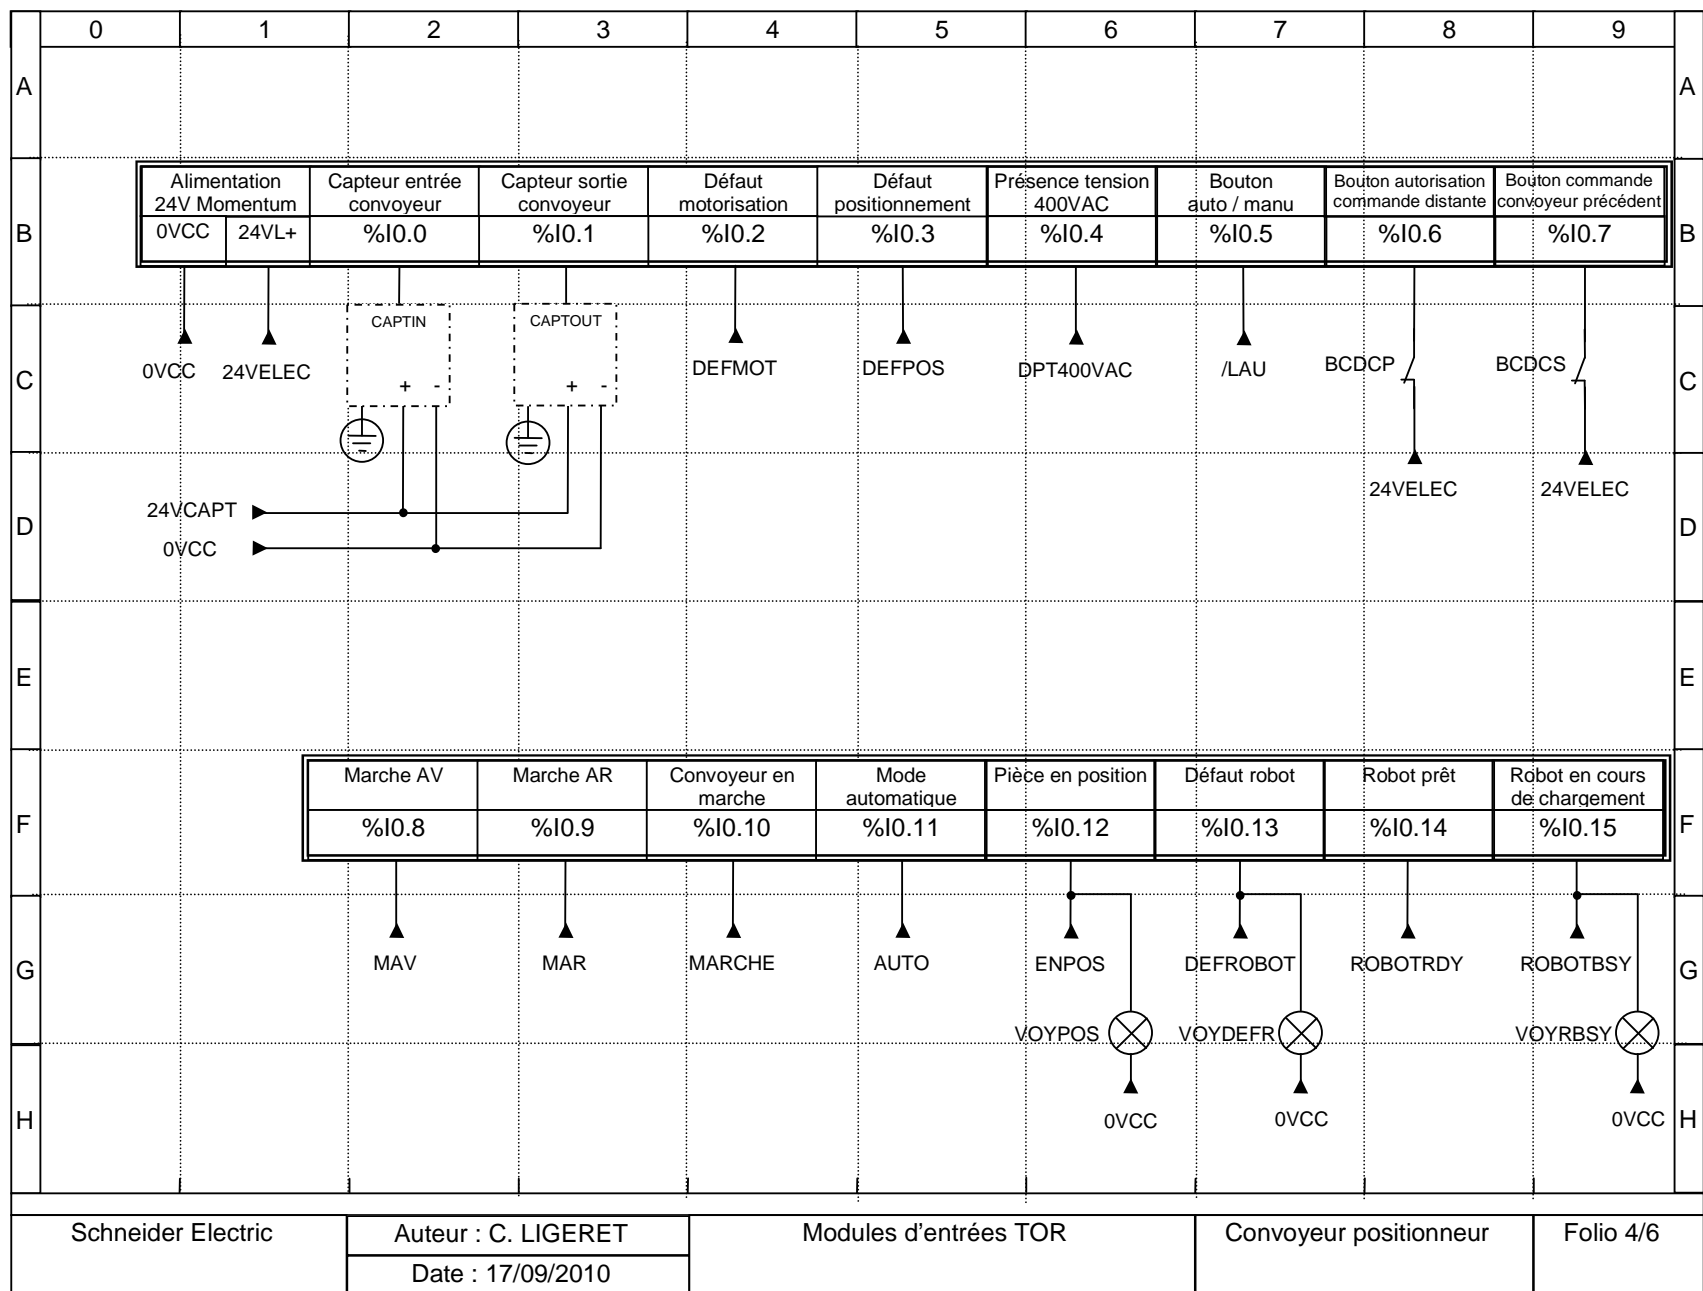 0 1 2 3 4 5 6 7 8 9
A A
Alimentation 24V Momentum
Capteur entrée convoyeur
Capteur sortie convoyeur
Défaut motorisation
Défaut positionnement
Présence tension 400VAC
Bouton auto / manu
Bouton autorisation commande distante
Bouton commande convoyeur précédent
B 0VCC 24VL+ %I0.0 %I0.1 %I0.2 %I0.3 %I0.4 %I0.5 %I0.6 %I0.7 B
CAPTIN CAPTOUT
C 0VCC 24VELEC + - + - DEFMOT DEFPOS DPT400VAC /LAU BCDCP BCDCS C
24VELEC 24VELEC
24VCAPT
D D
0VCC
E E
Marche AV
Marche AR
Convoyeur en marche
Mode automatique
Pièce en position
Défaut robot
Robot prêt
Robot en cours de chargement
F %I0.8 %I0.9 %I0.10 %I0.11 %I0.12 %I0.13 %I0.14 %I0.15 F
G MAV MAR MARCHE AUTO ENPOS DEFROBOT ROBOTRDY ROBOTBSY G
VOYPOS VOYDEFR VOYRBSY
H 0VCC 0VCC 0VCC H
Schneider Electric
Auteur : C. LIGERET
Date : 17/09/2010
Modules d'entrées TOR
Convoyeur positionneur
Folio 4/6